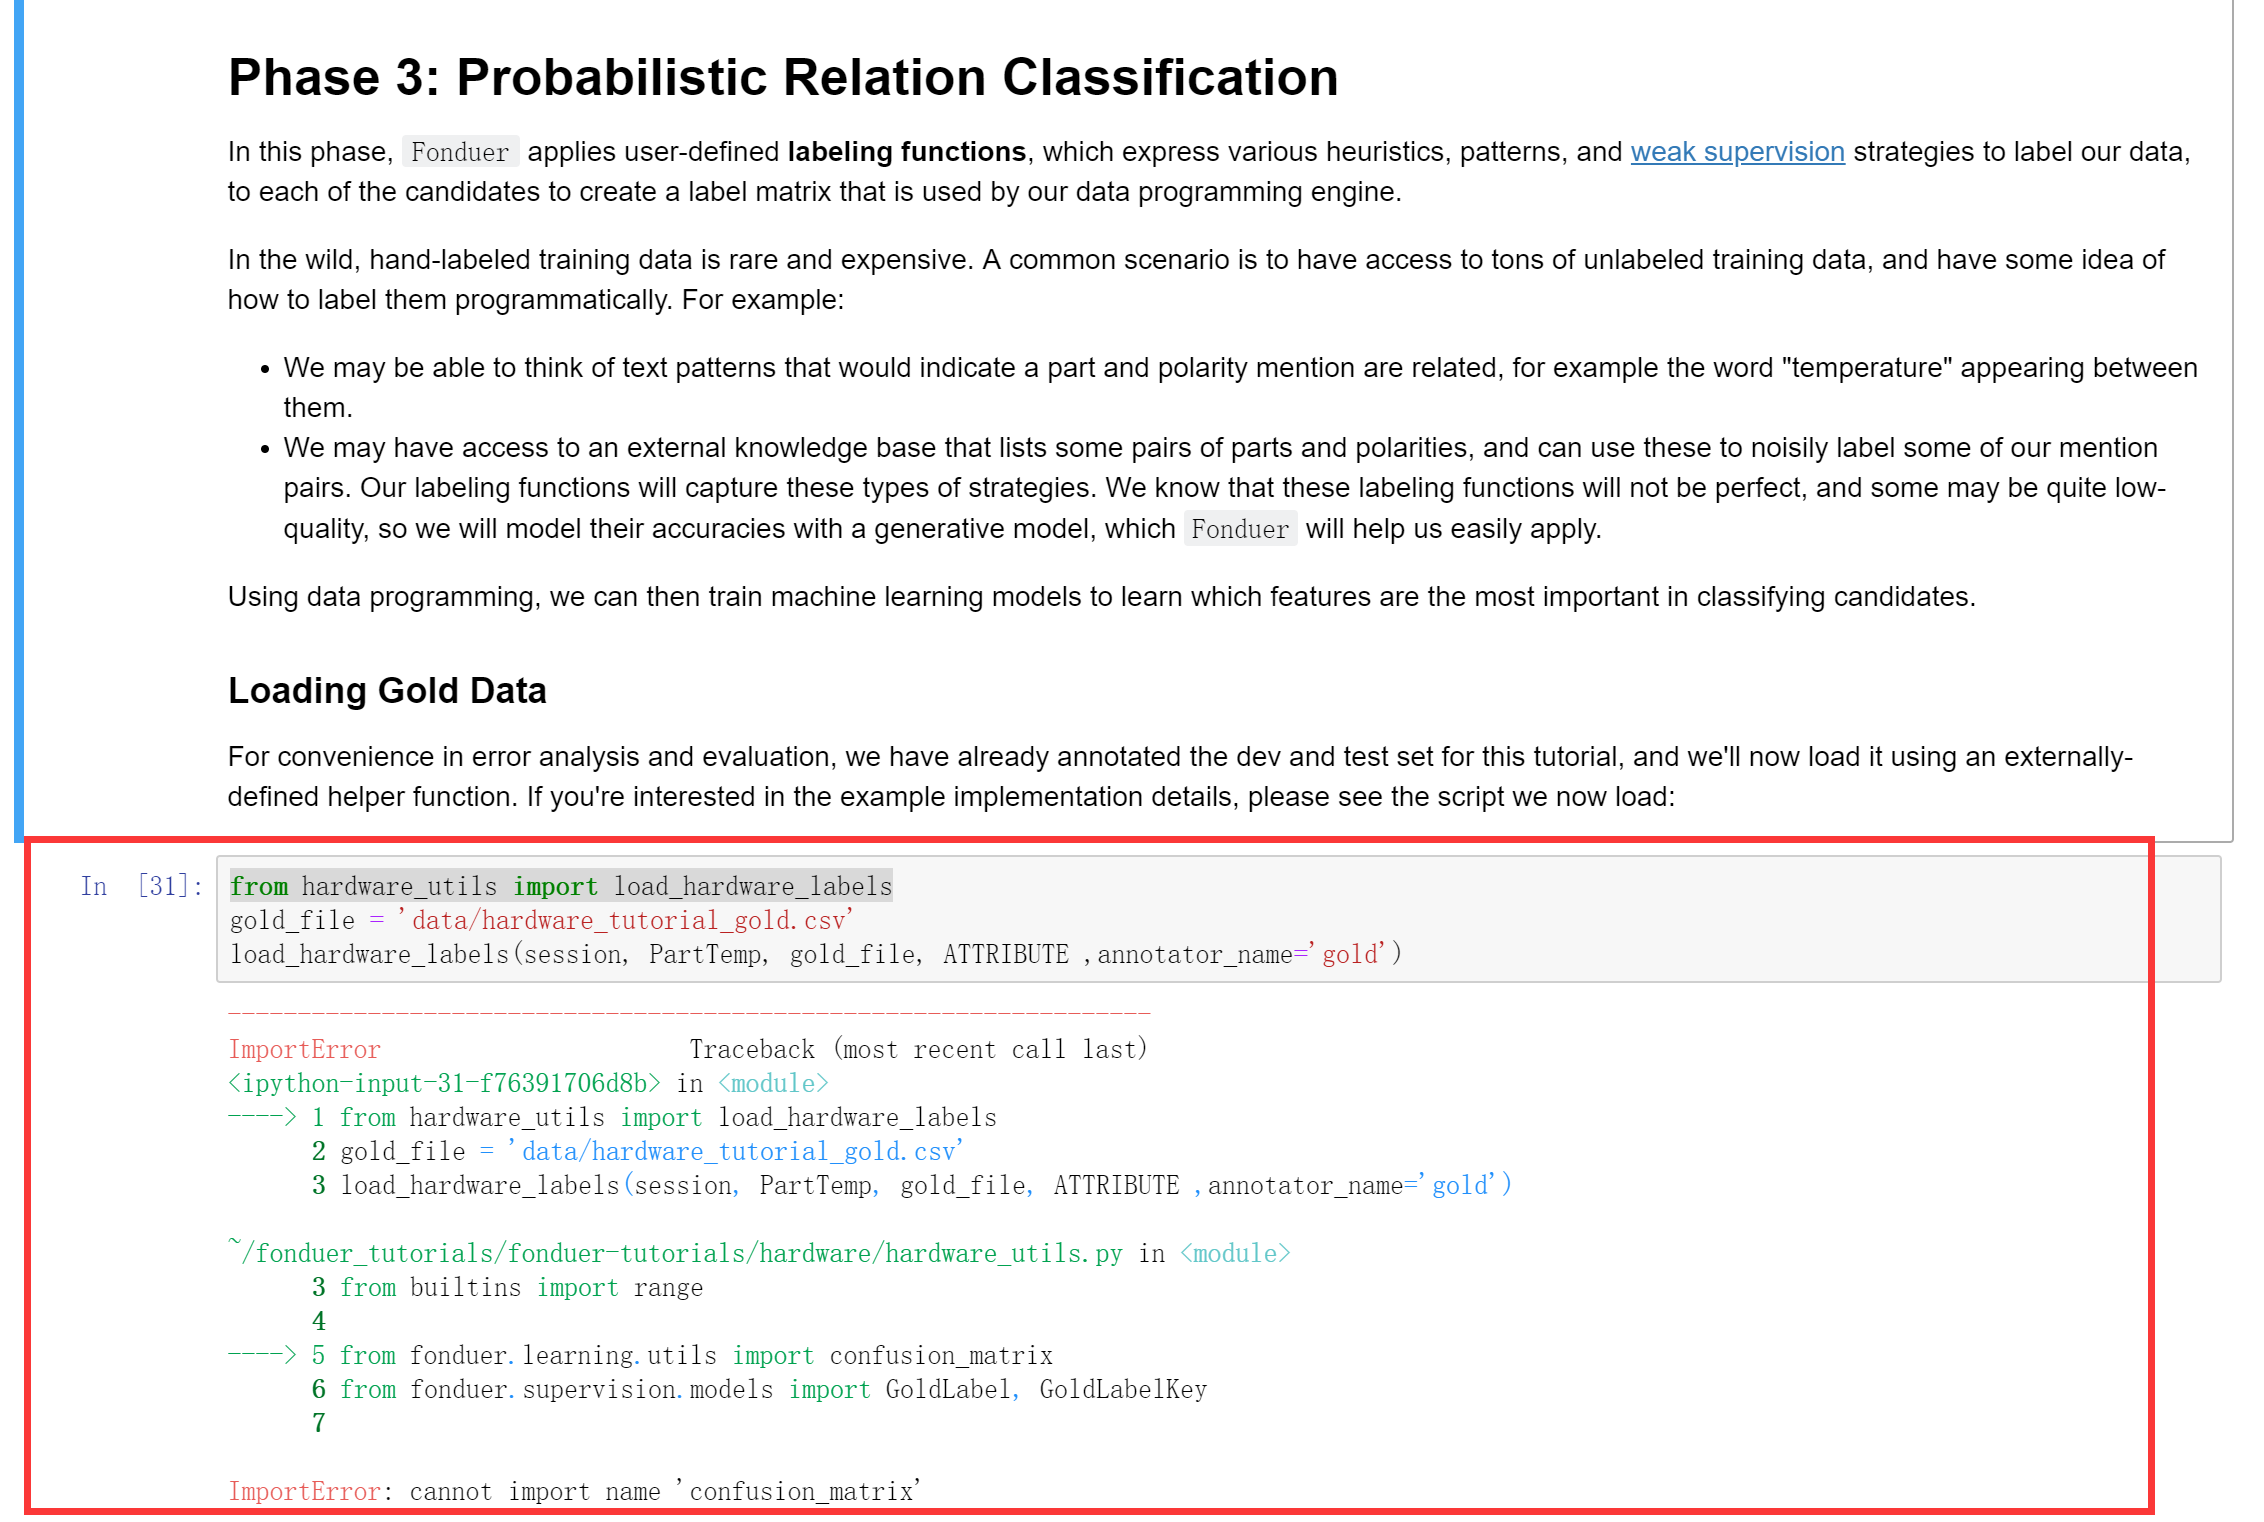 Phase 3: Probabilistic Relation Classification
In this phase, Fonduer applies user-defined labeling functions, which express various heuristics, patterns, and weak supervision strategies to label our data,
to each of the candidates to create a label matrix that is used by our data programming engine.
In the wild, hand-labeled training data is rare and expensive. A common scenario is to have access to tons of unlabeled training data, and have some idea of
how to label them programmatically. For example:
• We may be able to think of text patterns that would indicate a part and polarity mention are related, for example the word "temperature" appearing between
them.
• We may have access to an external knowledge base that lists some pairs of parts and polarities, and can use these to noisily label some of our mention
pairs. Our labeling functions will capture these types of strategies. We know that these labeling functions will not be perfect, and some may be quite low-
quality, so we will model their accuracies with a generative model, which Fonduer will help us easily apply.
Using data programming, we can then train machine learning models to learn which features are the most important in classifying candidates.
Loading Gold Data
For convenience in error analysis and evaluation, we have already annotated the dev and test set for this tutorial, and we'll now load it using an externally-
defined helper function. If you're interested in the example implementation details, please see the script we now load:
In [31]: from hardware_utils import load_hardware_labels
gold_file = 'data/hardware_tutorial_gold.csv'
load_hardware_labels(session, PartTemp, gold_file, ATTRIBUTE ,annotator_name='gold')
------------------------------------------------------------------
ImportError Traceback (most recent call last)
<ipython-input-31-f76391706d8b> in <module>
----> 1 from hardware_utils import load_hardware_labels
2 gold_file = 'data/hardware_tutorial_gold.csv'
3 load_hardware_labels(session, PartTemp, gold_file, ATTRIBUTE ,annotator_name='gold')
~/fonduer_tutorials/fonduer-tutorials/hardware/hardware_utils.py in <module>
3 from builtins import range
4
----> 5 from fonduer.learning.utils import confusion_matrix
6 from fonduer.supervision.models import GoldLabel, GoldLabelKey
7
ImportError: cannot import name 'confusion_matrix'